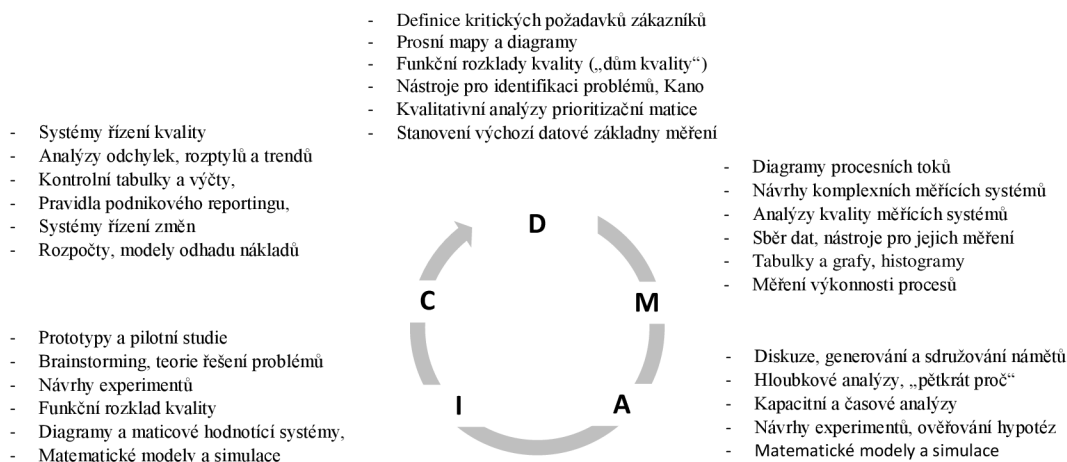 - Definice kritických požadavků zákazníků
- Prosní mapy a diagramy
- Funkční rozklady kvality („dům kvality“)
- Nástroje pro identifikaci problémů, Kano
- Kvalitativní analýzy prioritizační matice
- Stanovení výchozí datové základny měření
- Systémy řízení kvality
- Analýzy odchylek, rozptylů a trendů
- Kontrolní tabulky a výčty,
- Pravidla podnikového reportingu,
- Systémy řízení změn
- Rozpočty, modely odhadu nákladů
- Diagramy procesních toků
- Návrhy komplexních měřících systémů
- Analýzy kvality měřících systémů
- Sběr dat, nástroje pro jejich měření
- Tabulky a grafy, histogramy
- Měření výkonnosti procesů
D
C
M
I
A
- Prototypy a pilotní studie
- Brainstorming, teorie řešení problémů
- Návrhy experimentů
- Funkční rozklad kvality
- Diagramy a maticové hodnotící systémy,
- Matematické modely a simulace
- Diskuze, generování a sdružování námětů
- Hloubkové analýzy, „pětkrát proč“
- Kapacitní a časové analýzy
- Návrhy experimentů, ověřování hypotéz
- Matematické modely a simulace